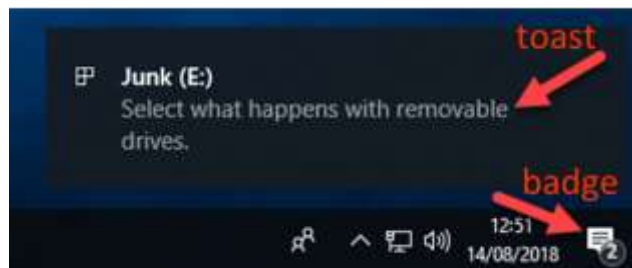 toast
Junk (E:)
Select what happens with removable
drives.
badge
12:51
14/08/2018
2